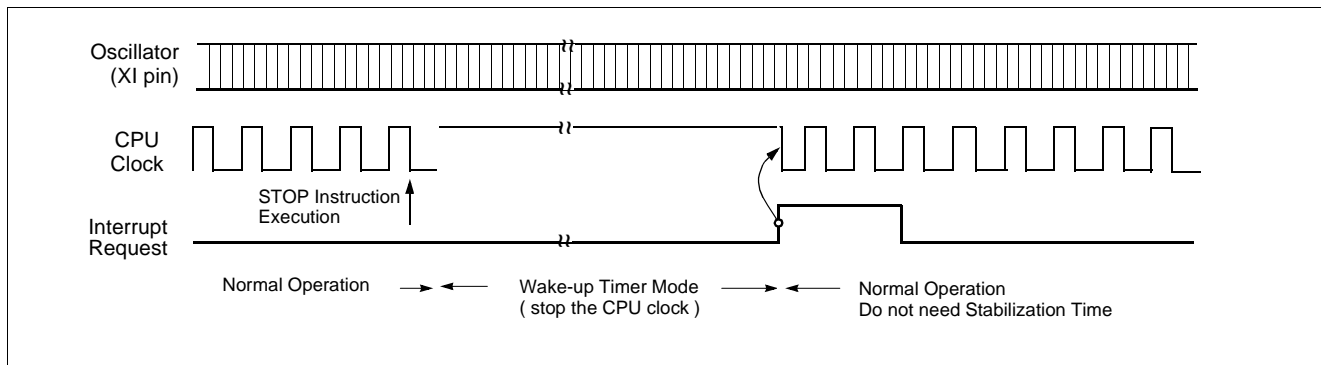 Oscillator
(XI pin)
CPU
Clock
STOP Instruction
Execution
Interrupt
Request
Normal Operation
Wake-up Timer Mode
( stop the CPU clock )
Normal Operation
Do not need Stabilization Time